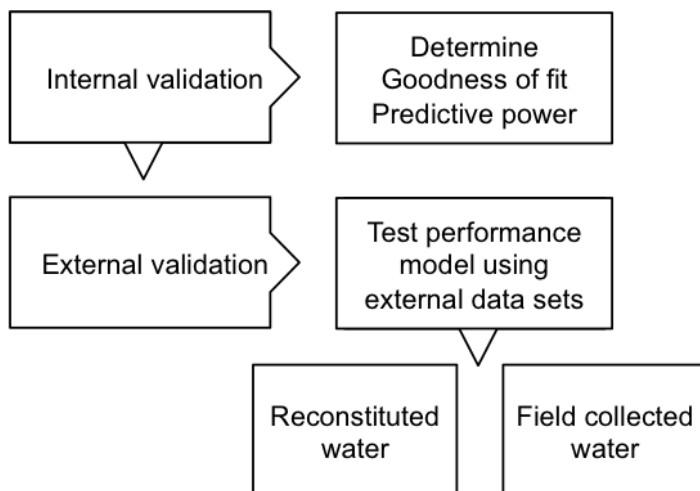 Internal validation
Determine
Goodness of fit
Predictive power
External validation
Test performance
model using
external data sets
Reconstituted
water
Field collected
water